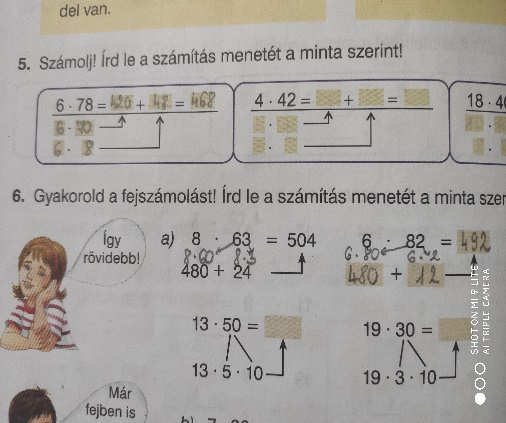 del van.
5. Számolj! Írd le a számítás menetét a minta szerint!
6 · 78 = 420 + 48 = 468
6 · 70
6 · 8
4 · 42 = + =
·
·
18 · 4
·
·
6. Gyakorold a fejszámolást! Írd le a számítás menetét a minta szer
Így
rövidebb!
a) 8 · 63 = 504
8·60 8·3
480 + 24
6 · 82 = 492
6·80 6·2
480 + 12
13 · 50 =
13 · 5 · 10
19 · 30 =
19 · 3 · 10
Már
fejben is
SHOT ON MI 9 LITE
AI TRIPLE CAMERA